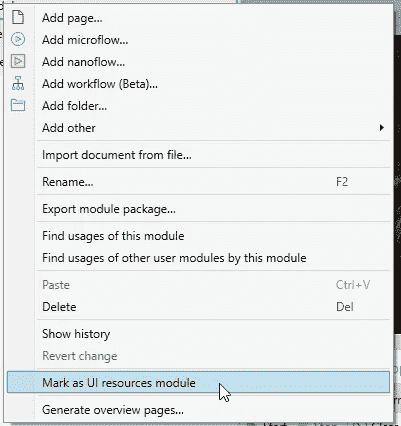 Add page...
Add microflow...
Add nanoflow...
Add workflow (Beta)...
Add folder...
Add other
Import document from file...
Rename... F2
Export module package...
Find usages of this module
Find usages of other user modules by this module
Paste Ctrl+V
Delete Del
Show history
Revert change
Mark as UI resources module
Generate overview pages...